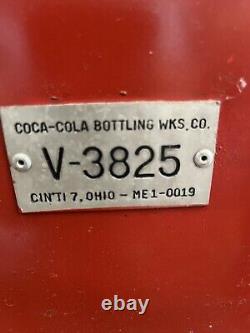 COCA-COLA BOTTLING WKS. CO.
V-3825
CIN'TI 7, OHIO - ME 1-0019
ebay